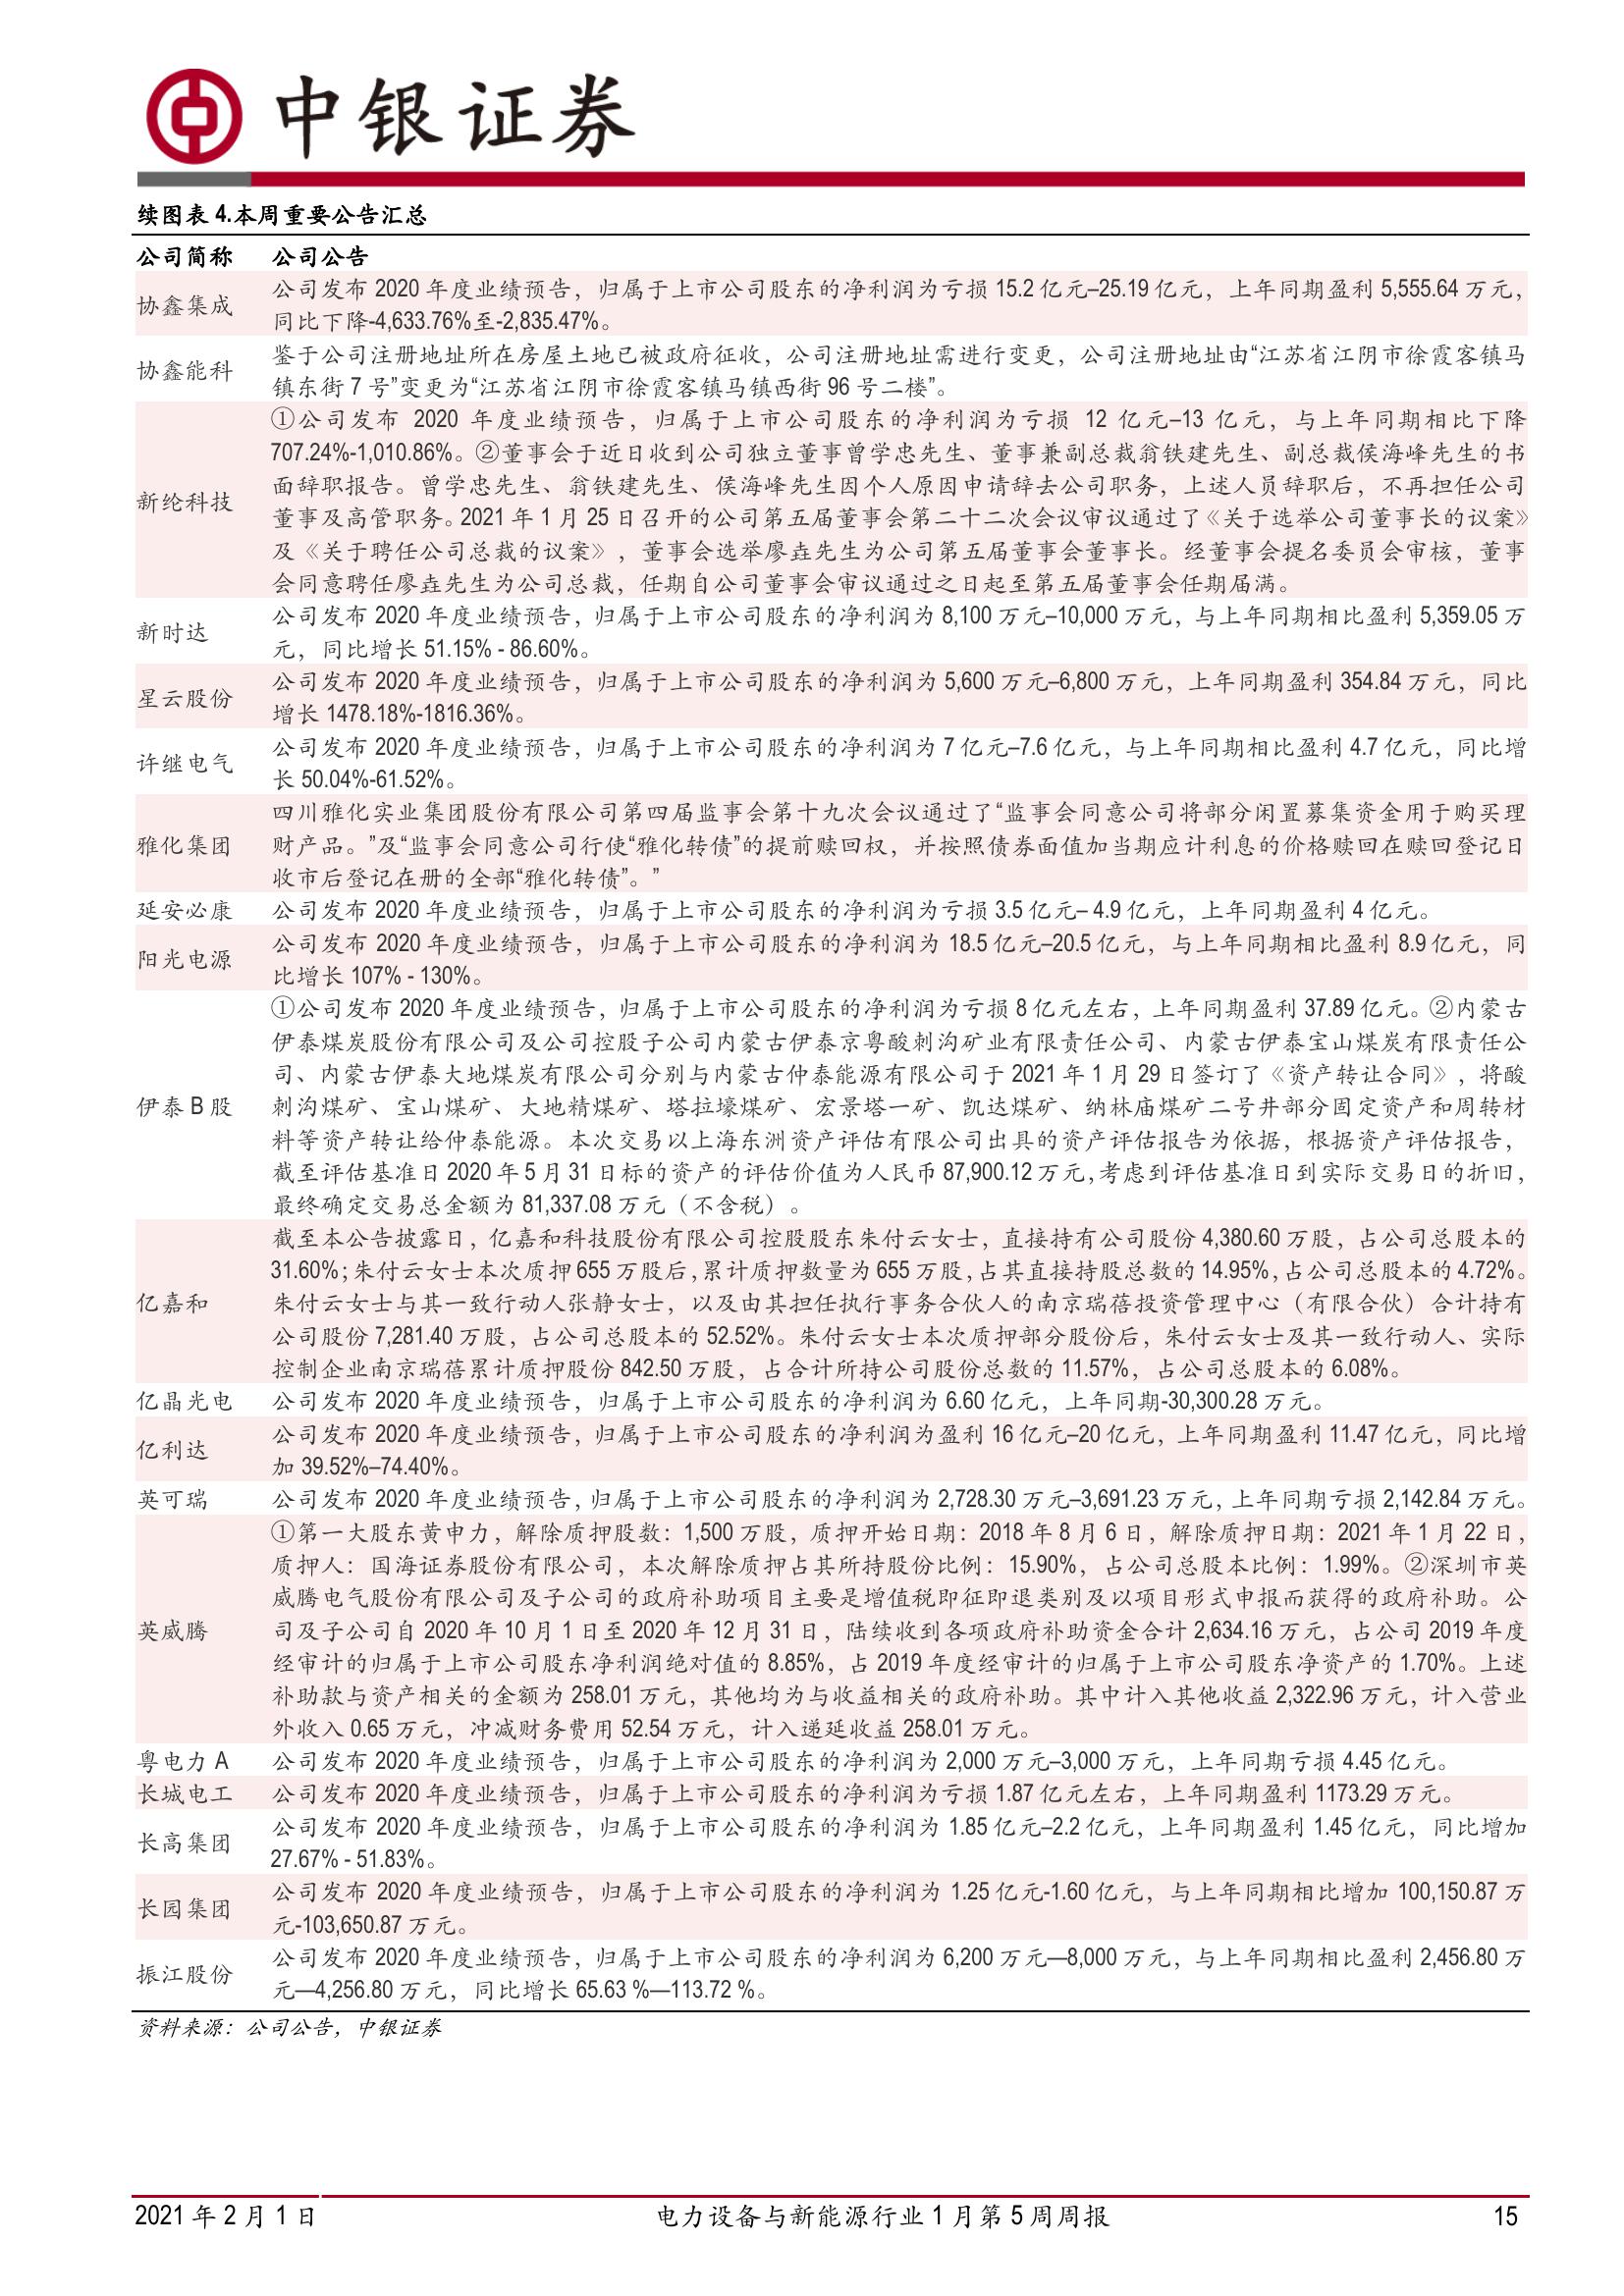 中银证券
续图表 4.本周重要公告汇总
公司简称 公司公告
协鑫集成
公司发布 2020 年度业绩预告，归属于上市公司股东的净利润为亏损 15.2 亿元–25.19 亿元，上年同期盈利 5,555.64 万元，
同比下降-4,633.76%至-2,835.47%。
协鑫能科
鉴于公司注册地址所在房屋土地已被政府征收，公司注册地址需进行变更，公司注册地址由“江苏省江阴市徐霞客镇马
镇东街 7 号”变更为“江苏省江阴市徐霞客镇马镇西街 96 号二楼”。
新纶科技
①公司发布 2020 年度业绩预告，归属于上市公司股东的净利润为亏损 12 亿元–13 亿元，与上年同期相比下降
707.24%-1,010.86%。②董事会于近日收到公司独立董事曾学忠先生、董事兼副总裁翁铁建先生、副总裁侯海峰先生的书
面辞职报告。曾学忠先生、翁铁建先生、侯海峰先生因个人原因申请辞去公司职务，上述人员辞职后，不再担任公司
董事及高管职务。2021 年 1 月 25 日召开的公司第五届董事会第二十二次会议审议通过了《关于选举公司董事长的议案》
及《关于聘任公司总裁的议案》，董事会选举廖垚先生为公司第五届董事会董事长。经董事会提名委员会审核，董事
会同意聘任廖垚先生为公司总裁，任期自公司董事会审议通过之日起至第五届董事会任期届满。
新时达
公司发布 2020 年度业绩预告，归属于上市公司股东的净利润为 8,100 万元–10,000 万元，与上年同期相比盈利 5,359.05 万
元，同比增长 51.15% - 86.60%。
星云股份
公司发布 2020 年度业绩预告，归属于上市公司股东的净利润为 5,600 万元–6,800 万元，上年同期盈利 354.84 万元，同比
增长 1478.18%-1816.36%。
许继电气
公司发布 2020 年度业绩预告，归属于上市公司股东的净利润为 7 亿元–7.6 亿元，与上年同期相比盈利 4.7 亿元，同比增
长 50.04%-61.52%。
雅化集团
四川雅化实业集团股份有限公司第四届监事会第十九次会议通过了“监事会同意公司将部分闲置募集资金用于购买理
财产品。”及“监事会同意公司行使“雅化转债”的提前赎回权，并按照债券面值加当期应计利息的价格赎回在赎回登记日
收市后登记在册的全部“雅化转债”。”
延安必康 公司发布 2020 年度业绩预告，归属于上市公司股东的净利润为亏损 3.5 亿元– 4.9 亿元，上年同期盈利 4 亿元。
阳光电源
公司发布 2020 年度业绩预告，归属于上市公司股东的净利润为 18.5 亿元–20.5 亿元，与上年同期相比盈利 8.9 亿元，同
比增长 107% - 130%。
伊泰 B 股
①公司发布 2020 年度业绩预告，归属于上市公司股东的净利润为亏损 8 亿元左右，上年同期盈利 37.89 亿元。②内蒙古
伊泰煤炭股份有限公司及公司控股子公司内蒙古伊泰京粤酸刺沟矿业有限责任公司、内蒙古伊泰宝山煤炭有限责任公
司、内蒙古伊泰大地煤炭有限公司分别与内蒙古仲泰能源有限公司于 2021 年 1 月 29 日签订了《资产转让合同》，将酸
刺沟煤矿、宝山煤矿、大地精煤矿、塔拉壕煤矿、宏景塔一矿、凯达煤矿、纳林庙煤矿二号井部分固定资产和周转材
料等资产转让给仲泰能源。本次交易以上海东洲资产评估有限公司出具的资产评估报告为依据，根据资产评估报告，
截至评估基准日 2020 年 5 月 31 日标的资产的评估价值为人民币 87,900.12 万元，考虑到评估基准日到实际交易日的折旧，
最终确定交易总金额为 81,337.08 万元（不含税）。
亿嘉和
截至本公告披露日，亿嘉和科技股份有限公司控股股东朱付云女士，直接持有公司股份 4,380.60 万股，占公司总股本的
31.60%；朱付云女士本次质押 655 万股后，累计质押数量为 655 万股，占其直接持股总数的 14.95%，占公司总股本的 4.72%。
朱付云女士与其一致行动人张静女士，以及由其担任执行事务合伙人的南京瑞蓓投资管理中心（有限合伙）合计持有
公司股份 7,281.40 万股，占公司总股本的 52.52%。朱付云女士本次质押部分股份后，朱付云女士及其一致行动人、实际
控制企业南京瑞蓓累计质押股份 842.50 万股，占合计所持公司股份总数的 11.57%，占公司总股本的 6.08%。
亿晶光电 公司发布 2020 年度业绩预告，归属于上市公司股东的净利润为 6.60 亿元，上年同期-30,300.28 万元。
亿利达
公司发布 2020 年度业绩预告，归属于上市公司股东的净利润为盈利 16 亿元–20 亿元，上年同期盈利 11.47 亿元，同比增
加 39.52%–74.40%。
英可瑞 公司发布 2020 年度业绩预告，归属于上市公司股东的净利润为 2,728.30 万元–3,691.23 万元，上年同期亏损 2,142.84 万元。
英威腾
①第一大股东黄申力，解除质押股数：1,500 万股，质押开始日期：2018 年 8 月 6 日，解除质押日期：2021 年 1 月 22 日，
质押人：国海证券股份有限公司，本次解除质押占其所持股份比例：15.90%，占公司总股本比例：1.99%。②深圳市英
威腾电气股份有限公司及子公司的政府补助项目主要是增值税即征即退类别及以项目形式申报而获得的政府补助。公
司及子公司自 2020 年 10 月 1 日至 2020 年 12 月 31 日，陆续收到各项政府补助资金合计 2,634.16 万元，占公司 2019 年度
经审计的归属于上市公司股东净利润绝对值的 8.85%，占 2019 年度经审计的归属于上市公司股东净资产的 1.70%。上述
补助款与资产相关的金额为 258.01 万元，其他均为与收益相关的政府补助。其中计入其他收益 2,322.96 万元，计入营业
外收入 0.65 万元，冲减财务费用 52.54 万元，计入递延收益 258.01 万元。
粤电力 A 公司发布 2020 年度业绩预告，归属于上市公司股东的净利润为 2,000 万元–3,000 万元，上年同期亏损 4.45 亿元。
长城电工 公司发布 2020 年度业绩预告，归属于上市公司股东的净利润为亏损 1.87 亿元左右，上年同期盈利 1173.29 万元。
长高集团
公司发布 2020 年度业绩预告，归属于上市公司股东的净利润为 1.85 亿元–2.2 亿元，上年同期盈利 1.45 亿元，同比增加
27.67% - 51.83%。
长园集团
公司发布 2020 年度业绩预告，归属于上市公司股东的净利润为 1.25 亿元-1.60 亿元，与上年同期相比增加 100,150.87 万
元-103,650.87 万元。
振江股份
公司发布 2020 年度业绩预告，归属于上市公司股东的净利润为 6,200 万元—8,000 万元，与上年同期相比盈利 2,456.80 万
元—4,256.80 万元，同比增长 65.63 %—113.72 %。
资料来源：公司公告，中银证券
2021 年 2 月 1 日 电力设备与新能源行业 1 月第 5 周周报 15